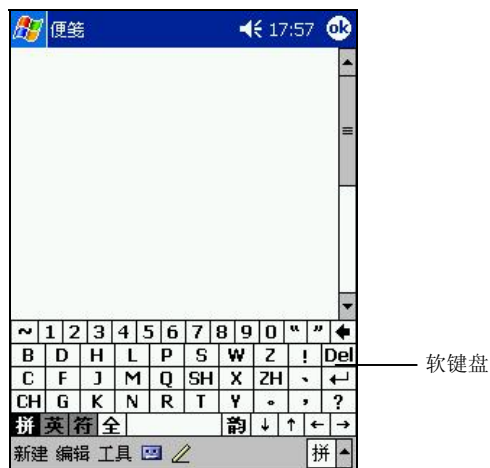 便笺 17:57 ok
~ 1 2 3 4 5 6 7 8 9 0 “ ”
B D H L P S W Z ! Del
软键盘
C F J M Q SH X ZH 、
CH G K N R T Y 。 , ?
拼 英 符 全 韵 ↓ ↑ ← →
新建 编辑 工具 拼